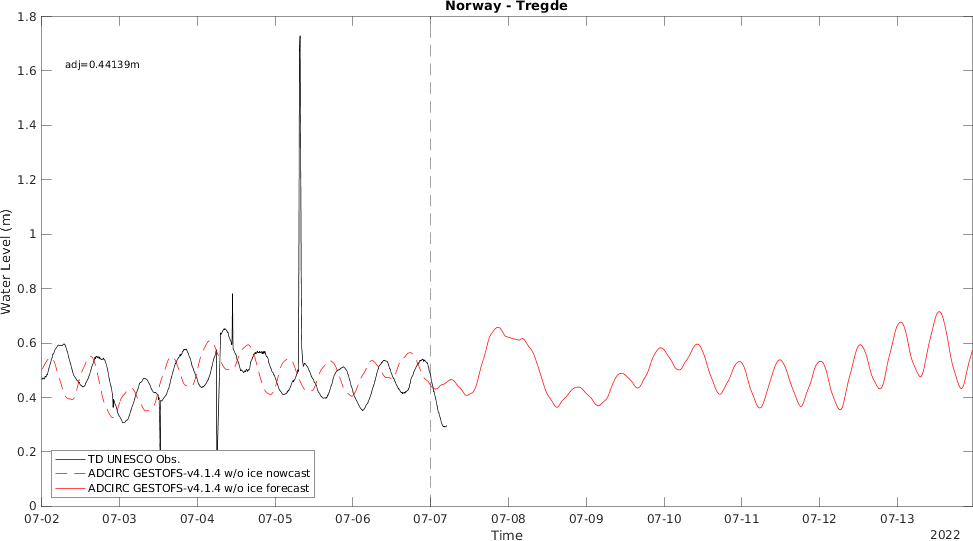 Norway - Tregde
adj=0.44139m
Water Level (m)
1.8
1.6
1.4
1.2
1
0.8
0.6
0.4
0.2
0
TD UNESCO Obs.
ADCIRC GESTOFS-v4.1.4 w/o ice nowcast
ADCIRC GESTOFS-v4.1.4 w/o ice forecast
07-02 07-03 07-04 07-05 07-06 07-07 07-08 07-09 07-10 07-11 07-12 07-13
Time
2022